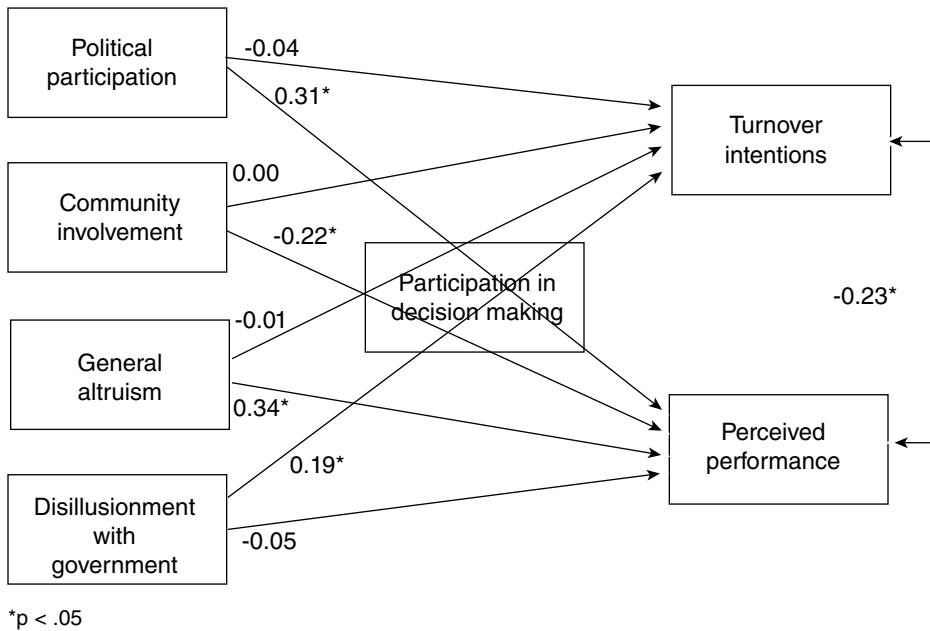 Political
participation
-0.04
0.31*
Turnover
intentions
Community
involvement
0.00
-0.22*
Participation in
decision making
-0.23*
General
altruism
-0.01
0.34*
Perceived
performance
Disillusionment
with
government
0.19*
-0.05
*p < .05